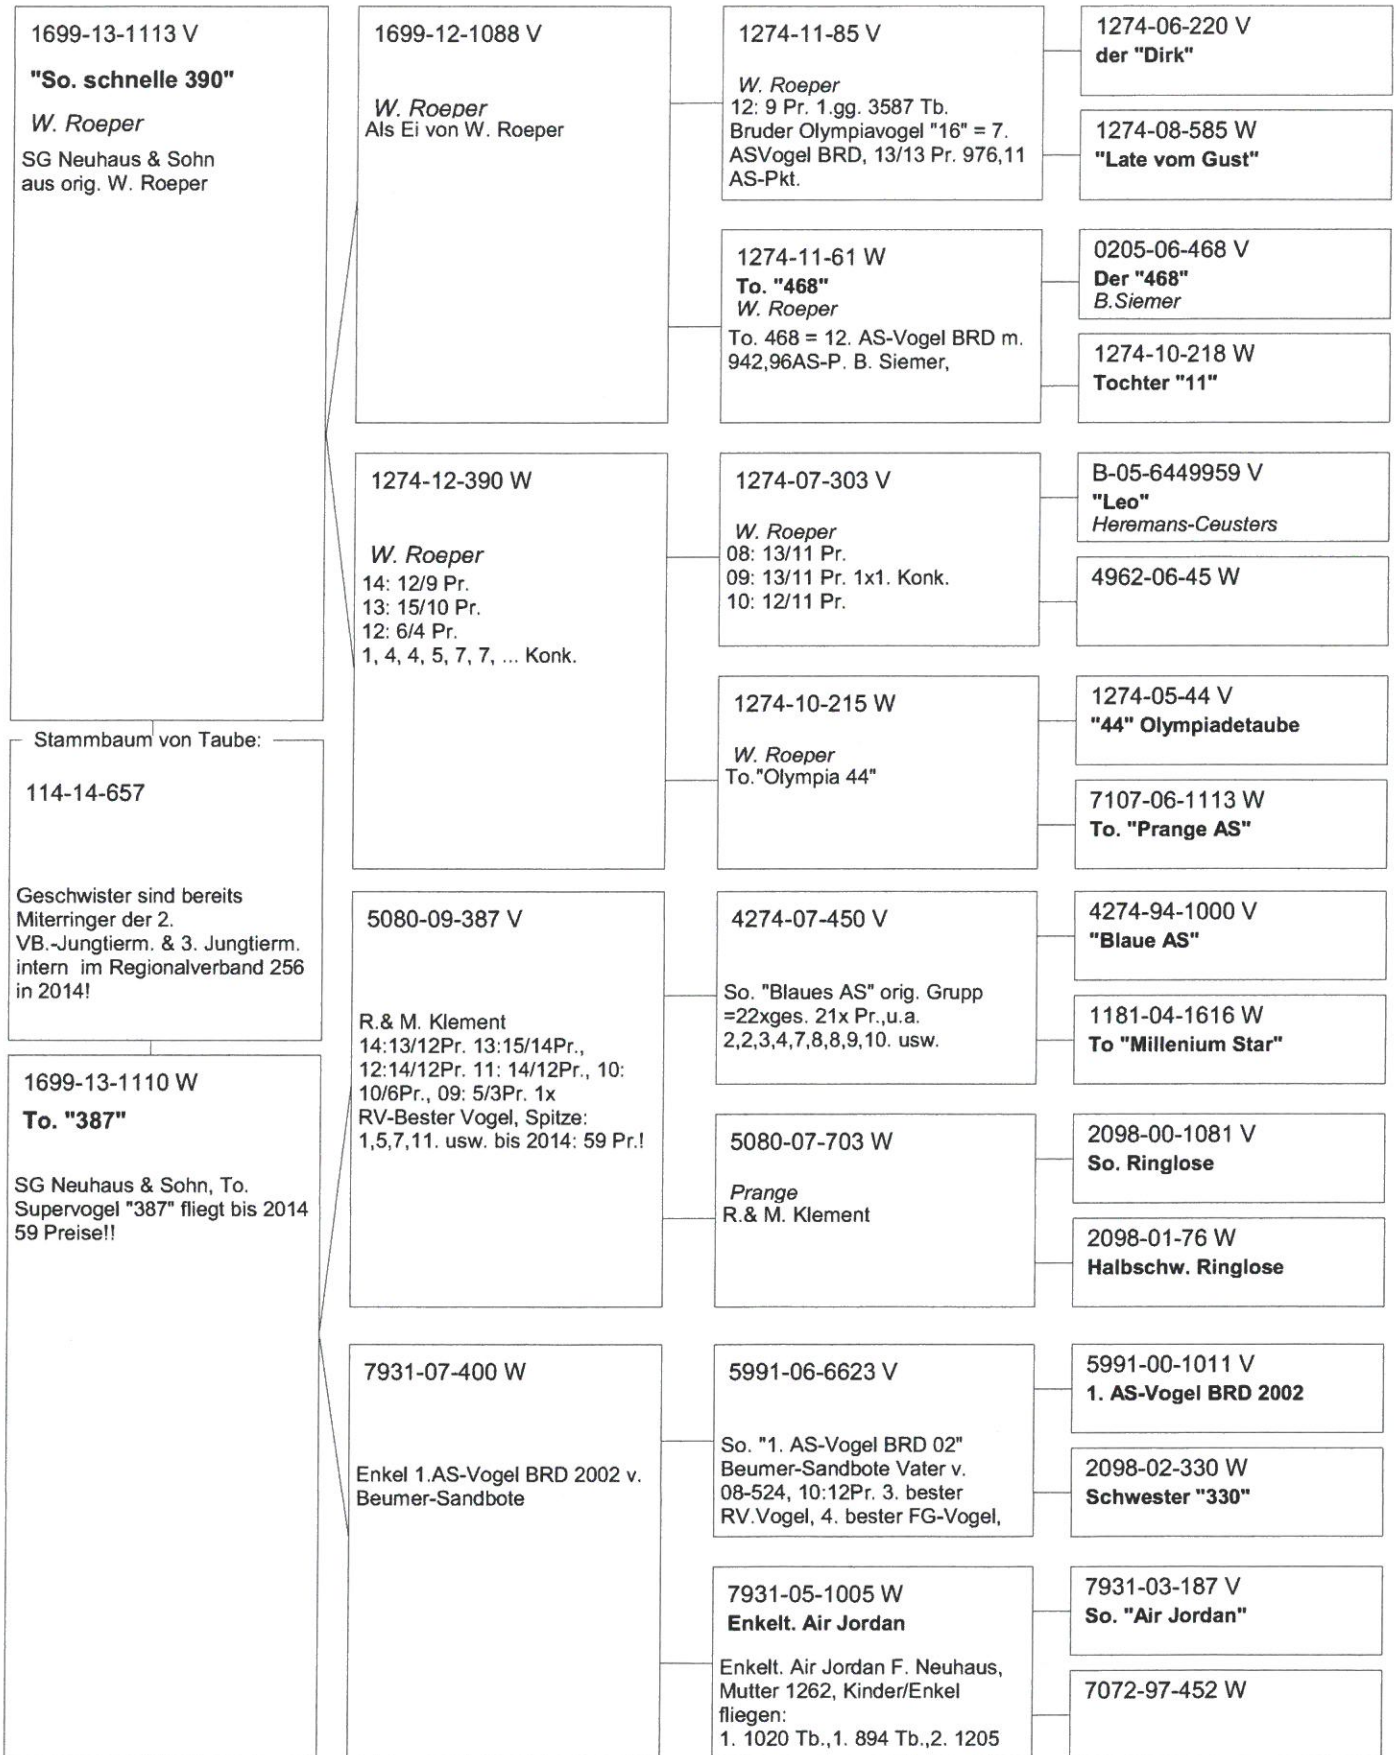 1699-13-1113 V
"So. schnelle 390"
W. Roeper
SG Neuhaus & Sohn
aus orig. W. Roeper
Stammbaum von Taube:
114-14-657
Geschwister sind bereits
Miterringer der 2.
VB.-Jungtierm. & 3. Jungtierm.
intern im Regionalverband 256
in 2014!
1699-13-1110 W
To. "387"
SG Neuhaus & Sohn, To.
Supervogel "387" fliegt bis 2014
59 Preise!!
1699-12-1088 V
W. Roeper
Als Ei von W. Roeper
1274-12-390 W
W. Roeper
14: 12/9 Pr.
13: 15/10 Pr.
12: 6/4 Pr.
1, 4, 4, 5, 7, 7, ... Konk.
5080-09-387 V
R.& M. Klement
14:13/12Pr. 13:15/14Pr.,
12:14/12Pr. 11: 14/12Pr., 10:
10/6Pr., 09: 5/3Pr. 1x
RV-Bester Vogel, Spitze:
1,5,7,11. usw. bis 2014: 59 Pr.!
7931-07-400 W
Enkel 1.AS-Vogel BRD 2002 v.
Beumer-Sandbote
1274-11-85 V
W. Roeper
12: 9 Pr. 1.gg. 3587 Tb.
Bruder Olympiavogel "16" = 7.
ASVogel BRD, 13/13 Pr. 976,11
AS-Pkt.
1274-11-61 W
To. "468"
W. Roeper
To. 468 = 12. AS-Vogel BRD m.
942,96AS-P. B. Siemer,
1274-07-303 V
W. Roeper
08: 13/11 Pr.
09: 13/11 Pr. 1x1. Konk.
10: 12/11 Pr.
1274-10-215 W
W. Roeper
To."Olympia 44"
4274-07-450 V
So. "Blaues AS" orig. Grupp
=22xges. 21x Pr.,u.a.
2,2,3,4,7,8,8,9,10. usw.
5080-07-703 W
Prange
R.& M. Klement
5991-06-6623 V
So. "1. AS-Vogel BRD 02"
Beumer-Sandbote Vater v.
08-524, 10:12Pr. 3. bester
RV.Vogel, 4. bester FG-Vogel,
7931-05-1005 W
Enkelt. Air Jordan
Enkelt. Air Jordan F. Neuhaus,
Mutter 1262, Kinder/Enkel
fliegen:
1. 1020 Tb.,1. 894 Tb.,2. 1205
1274-06-220 V
der "Dirk"
1274-08-585 W
"Late vom Gust"
0205-06-468 V
Der "468"
B.Siemer
1274-10-218 W
Tochter "11"
B-05-6449959 V
"Leo"
Heremans-Ceusters
4962-06-45 W
1274-05-44 V
"44" Olympiadetaube
7107-06-1113 W
To. "Prange AS"
4274-94-1000 V
"Blaue AS"
1181-04-1616 W
To "Millenium Star"
2098-00-1081 V
So. Ringlose
2098-01-76 W
Halbschw. Ringlose
5991-00-1011 V
1. AS-Vogel BRD 2002
2098-02-330 W
Schwester "330"
7931-03-187 V
So. "Air Jordan"
7072-97-452 W